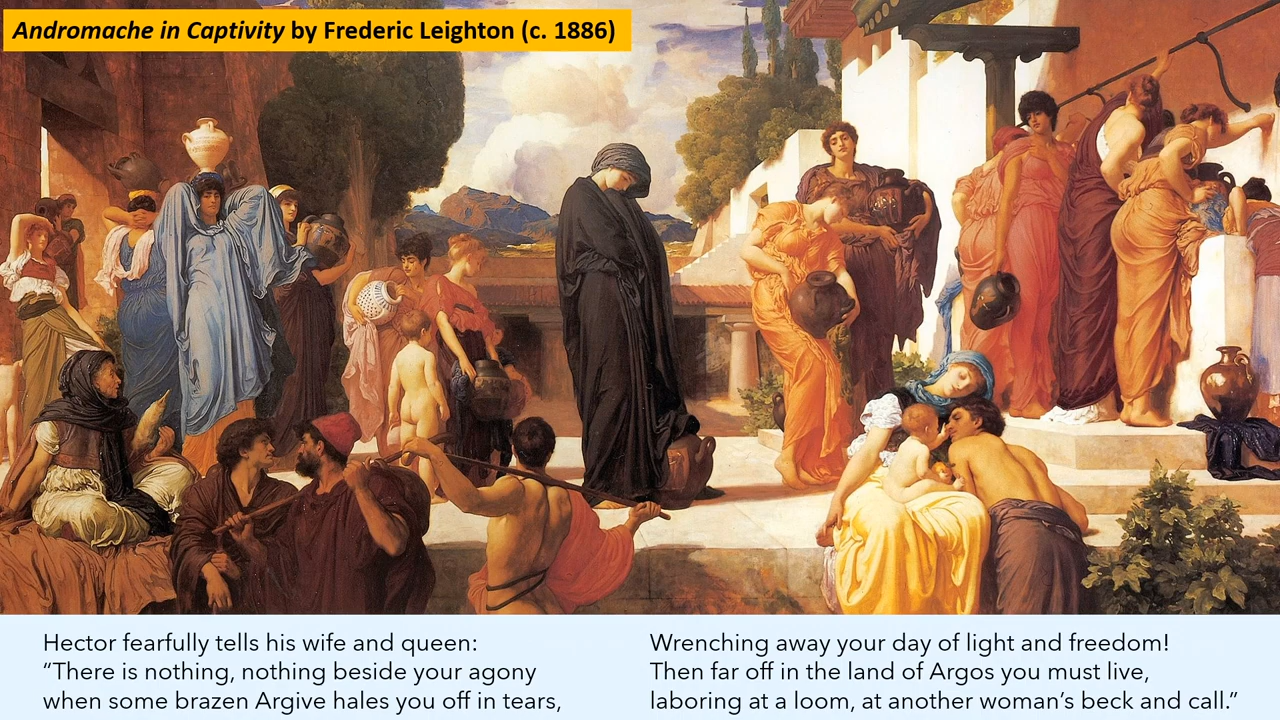 Andromache in Captivity by Frederic Leighton (c. 1886)
Hector fearfully tells his wife and queen:
“There is nothing, nothing beside your agony
when some brazen Argive hales you off in tears,
Wrenching away your day of light and freedom!
Then far off in the land of Argos you must live,
laboring at a loom, at another woman’s beck and call.”